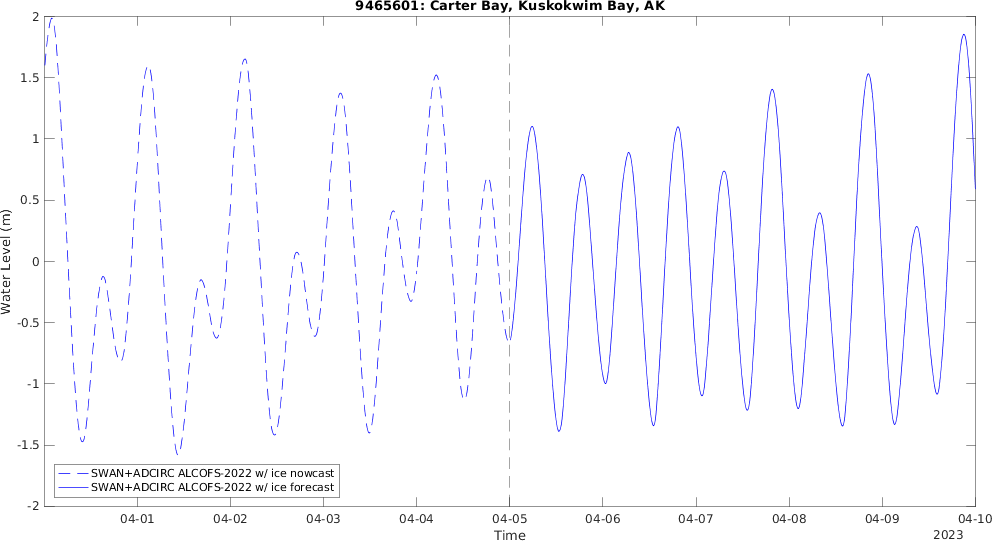 9465601: Carter Bay, Kuskokwim Bay, AK
2
1.5
1
0.5
0
-0.5
-1
-1.5
-2
Water Level (m)
SWAN+ADCIRC ALCOFS-2022 w/ ice nowcast
SWAN+ADCIRC ALCOFS-2022 w/ ice forecast
04-01 04-02 04-03 04-04 04-05 04-06 04-07 04-08 04-09 04-10
Time
2023